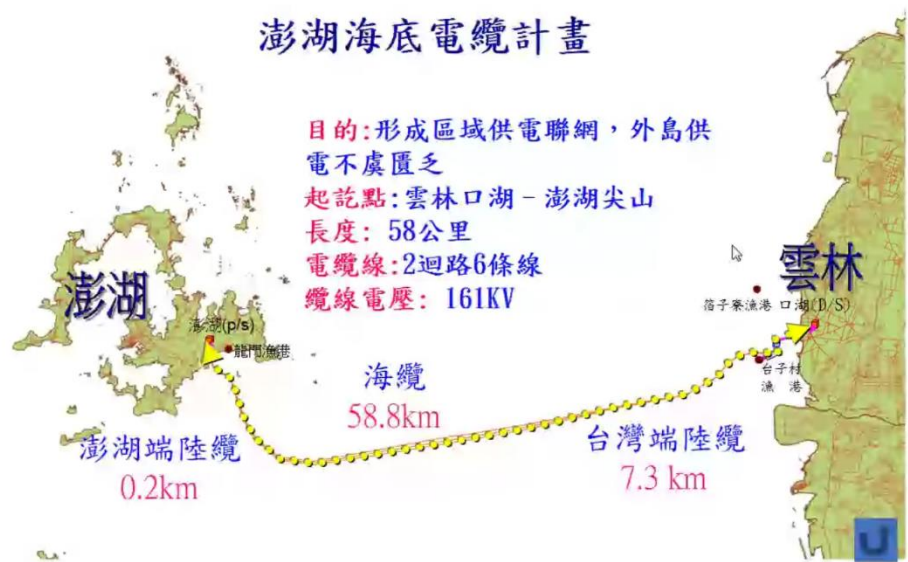 澎湖海底電纜計畫
目的:形成區域供電聯網，外島供
電不虞匱乏
起訖點:雲林口湖－澎湖尖山
長度: 58公里
電纜線:2迴路6條線
纜線電壓: 161KV
澎湖
雲林
箔子寮漁港 口湖(D/S)
澎湖(p/s)
龍門漁港
台子村
漁 港
海纜
58.8km
澎湖端陸纜
0.2km
台灣端陸纜
7.3 km